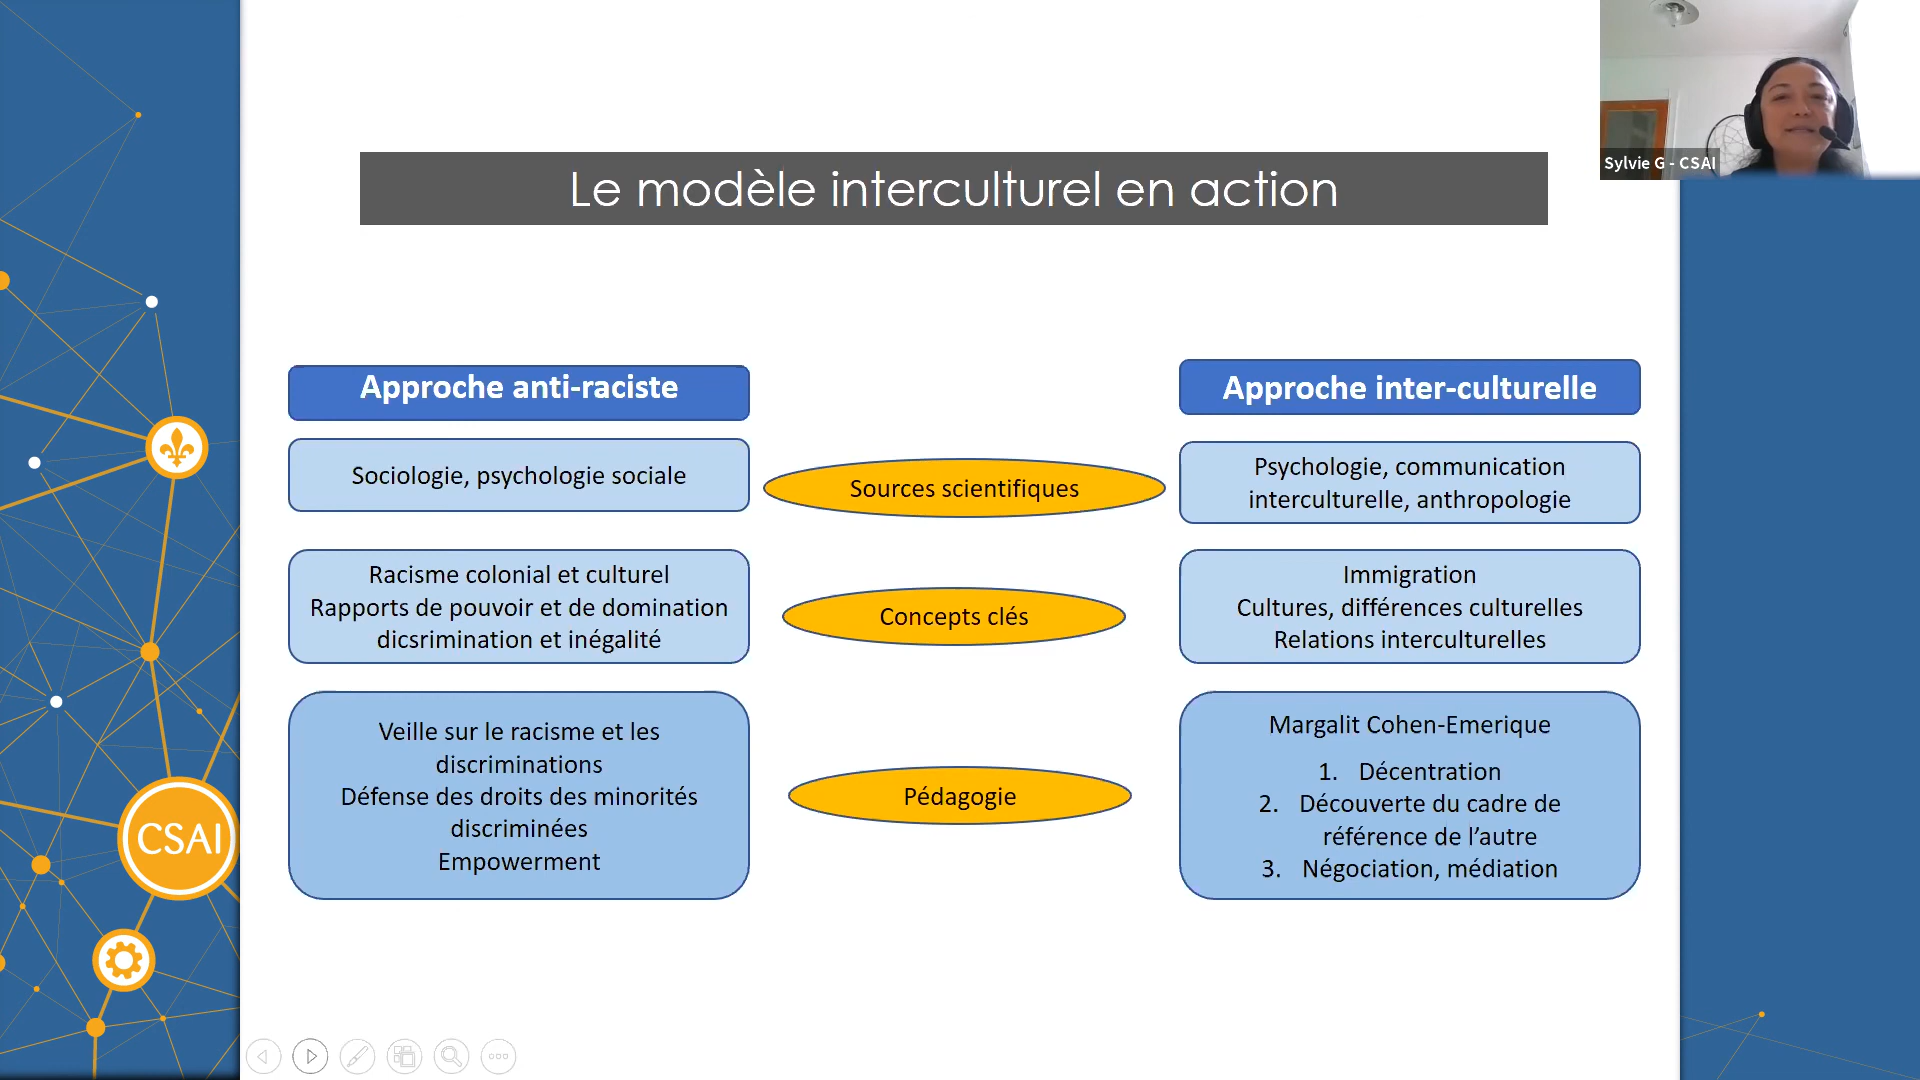 Sylvie G - CSAI
Le modèle interculturel en action
Approche anti-raciste
Approche inter-culturelle
Sociologie, psychologie sociale
Sources scientifiques
Psychologie, communication
interculturelle, anthropologie
Racisme colonial et culturel
Rapports de pouvoir et de domination
dicsrimination et inégalité
Concepts clés
Immigration
Cultures, différences culturelles
Relations interculturelles
Veille sur le racisme et les
discriminations
Défense des droits des minorités
discriminées
Empowerment
Pédagogie
Margalit Cohen-Emerique
1. Décentration
2. Découverte du cadre de
référence de l’autre
3. Négociation, médiation
CSAI